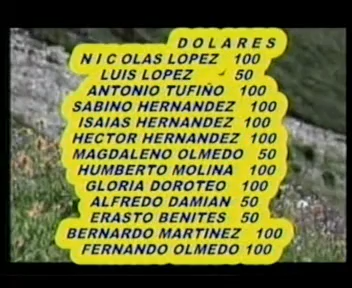 D O L A R E S
N I C OLAS LOPEZ 100
LUIS LOPEZ 50
ANTONIO TUFIÑO 100
SABINO HERNANDEZ 100
ISAIAS HERNANDEZ 100
HECTOR HERNANDEZ 100
MAGDALENO OLMEDO 50
HUMBERTO MOLINA 100
GLORIA DOROTEO 100
ALFREDO DAMIAN 50
ERASTO BENITES 50
BERNARDO MARTINEZ 100
FERNANDO OLMEDO 100